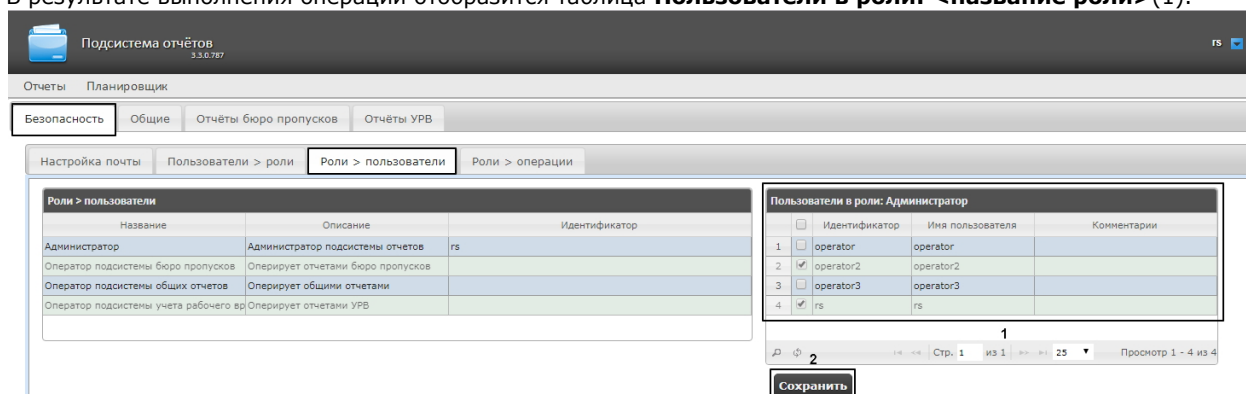 В результате выполнения операции отобразится таблица Пользователи в роли: <название роли> (1).
Подсистема отчётов
3.3.0.787
rs
Отчеты Планировщик
Безопасность Общие Отчёты бюро пропусков Отчёты УРВ
Настройка почты Пользователи > роли Роли > пользователи Роли > операции
Роли > пользователи
Название Описание Идентификатор
Администратор Администратор подсистемы отчетов rs
Оператор подсистемы бюро пропусков Оперирует отчетами бюро пропусков
Оператор подсистемы общих отчетов Оперирует общими отчетами
Оператор подсистемы учета рабочего вр Оперирует отчетами УРВ
Пользователи в роли: Администратор
Идентификатор Имя пользователя Комментарии
1 operator operator
2 operator2 operator2
3 operator3 operator3
4 rs rs
1
Стр. 1 из 1 25 Просмотр 1 - 4 из 4
2
Сохранить